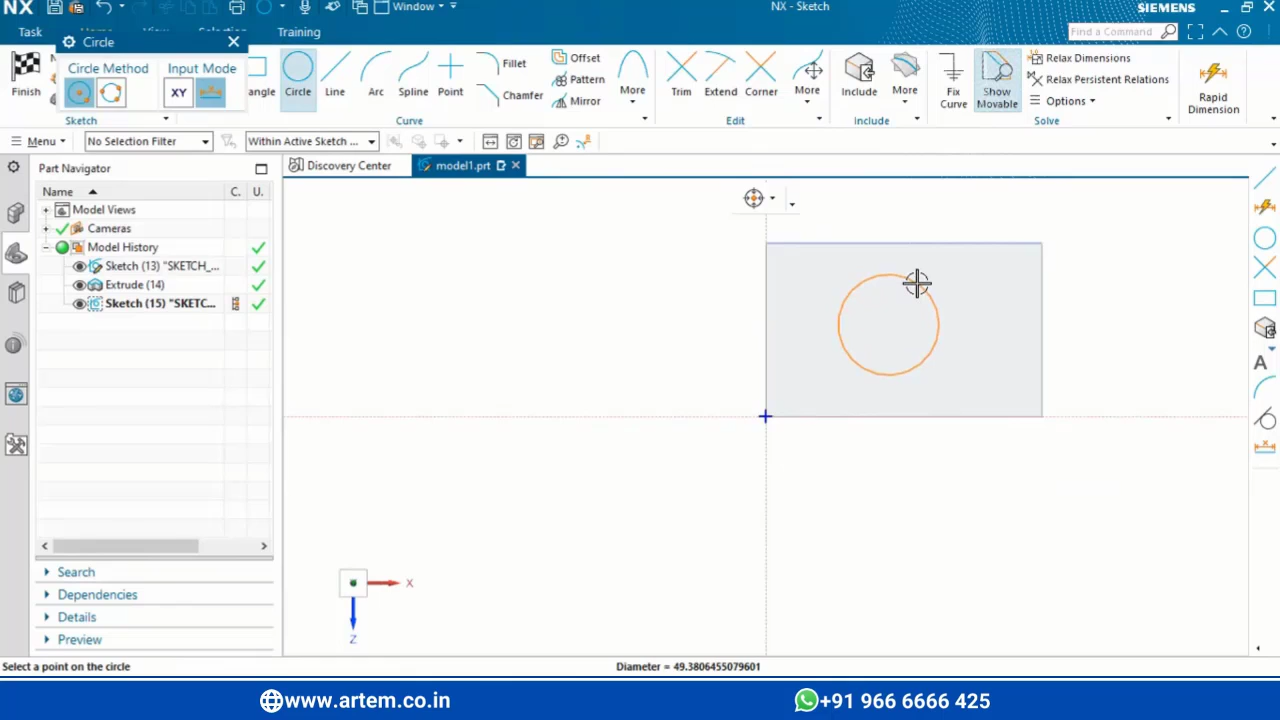 NX
Window
NX - Sketch
SIEMENS
Task
Training
Find a Command
Circle
Circle Method
Input Mode
XY
Finish
Sketch
angle
Circle
Line
Arc
Spline
Point
Fillet
Chamfer
Offset
Pattern
Mirror
More
Curve
Trim
Extend
Corner
More
Edit
Include
More
Include
Fix
Curve
Show
Movable
Relax Dimensions
Relax Persistent Relations
Options
Solve
Rapid
Dimension
Menu
No Selection Filter
Within Active Sketch ...
Part Navigator
Discovery Center
model1.prt
Name
C.
U.
Model Views
Cameras
Model History
Sketch (13) "SKETCH_...
Extrude (14)
Sketch (15) "SKETC...
A
X
Z
Search
Dependencies
Details
Preview
Select a point on the circle
Diameter = 49.3806455079601
www.artem.co.in
+91 966 6666 425